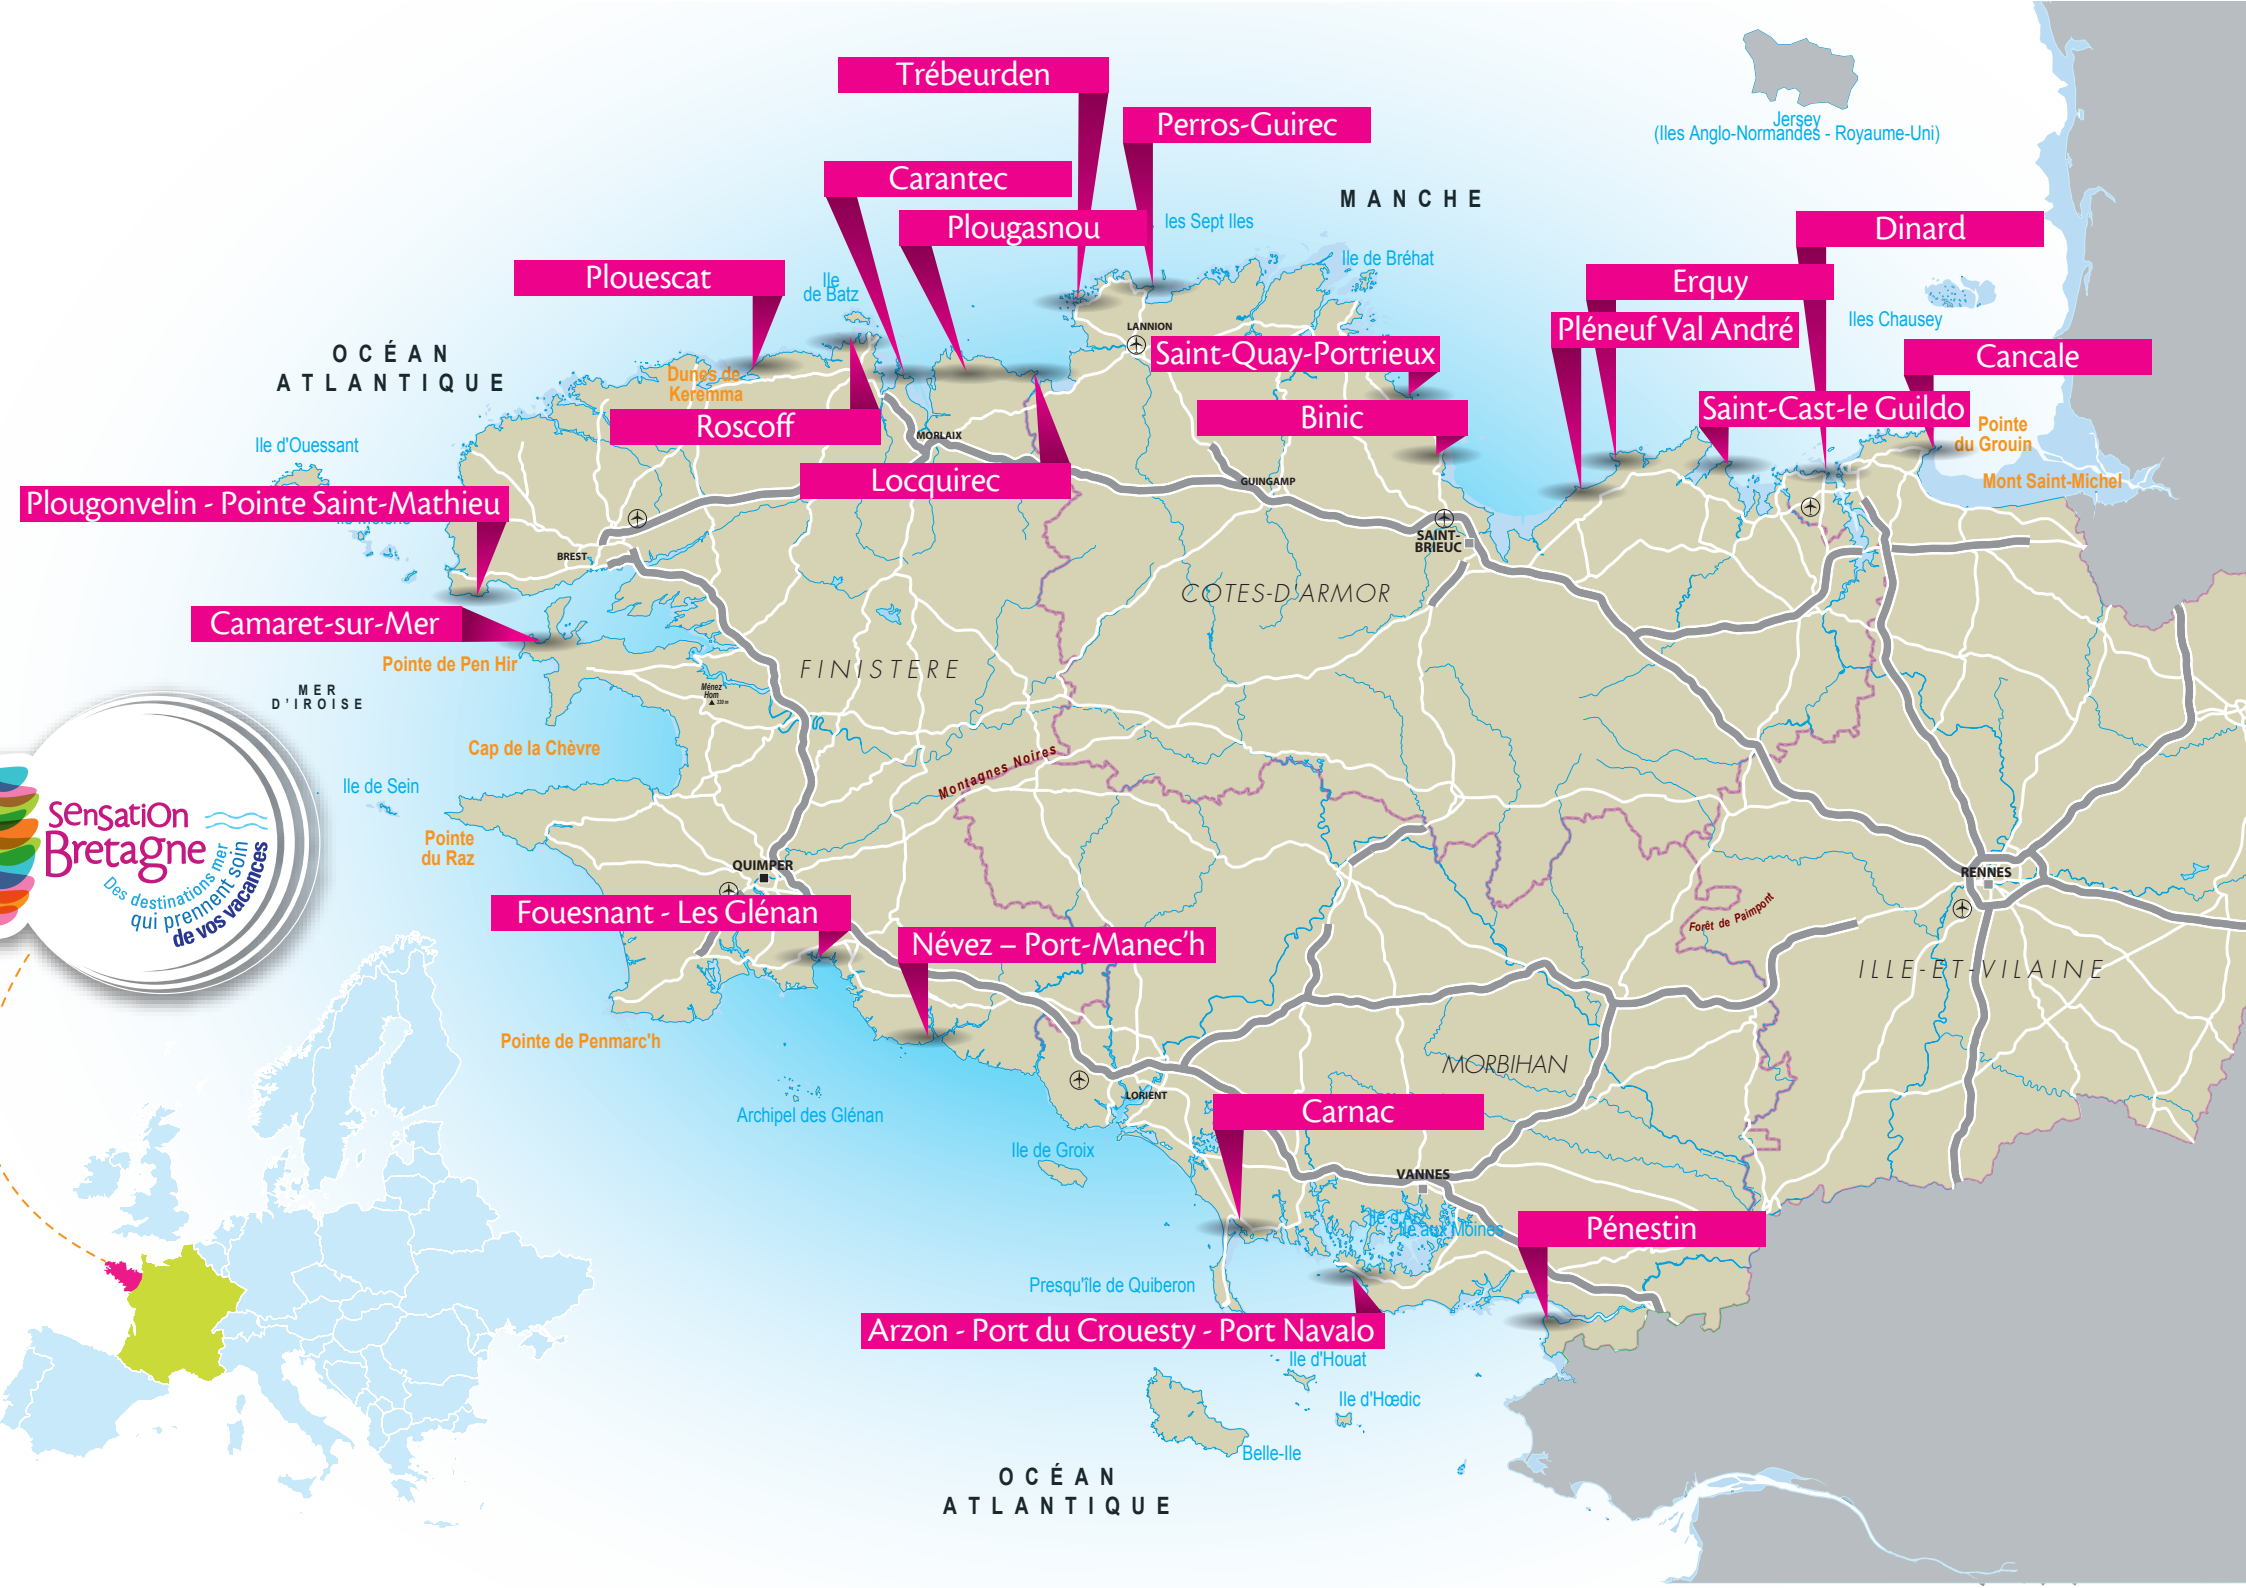 Trébeurden
Perros-Guirec
Jersey
(Iles Anglo-Normandes - Royaume-Uni)
Carantec
MANCHE
Plougasnou
les Sept Iles
Dinard
Plouescat
Ile
de Batz
Ile de Bréhat
Erquy
Iles Chausey
LANNION
Pléneuf Val André
OCÉAN
ATLANTIQUE
Saint-Quay-Portrieux
Cancale
Dunes de
Keremma
Roscoff
Binic
Saint-Cast-le Guildo
Pointe
du Grouin
MORLAIX
Ile d'Ouessant
Locquirec
GUINGAMP
Mont Saint-Michel
Plougonvelin - Pointe Saint-Mathieu
BREST
SAINT-
BRIEUC
COTES-D'ARMOR
Camaret-sur-Mer
Pointe de Pen Hir
FINISTERE
MER
D'IROISE
Ménez
Hom
330 m
Cap de la Chèvre
Montagnes Noires
Ile de Sein
sensation
Bretagne
Des destinations mer
qui prennent soin
de vos vacances
Pointe
du Raz
QUIMPER
RENNES
Fouesnant - Les Glénan
Névez – Port-Manec'h
Forêt de Paimpont
ILLE-ET-VILAINE
Pointe de Penmarc'h
MORBIHAN
LORIENT
Archipel des Glénan
Carnac
Ile de Groix
VANNES
Ile d'Arz
Ile aux Moines
Pénestin
Presqu'île de Quiberon
Arzon - Port du Crouesty - Port Navalo
Ile d'Houat
Ile d'Hœdic
Belle-Ile
OCÉAN
ATLANTIQUE